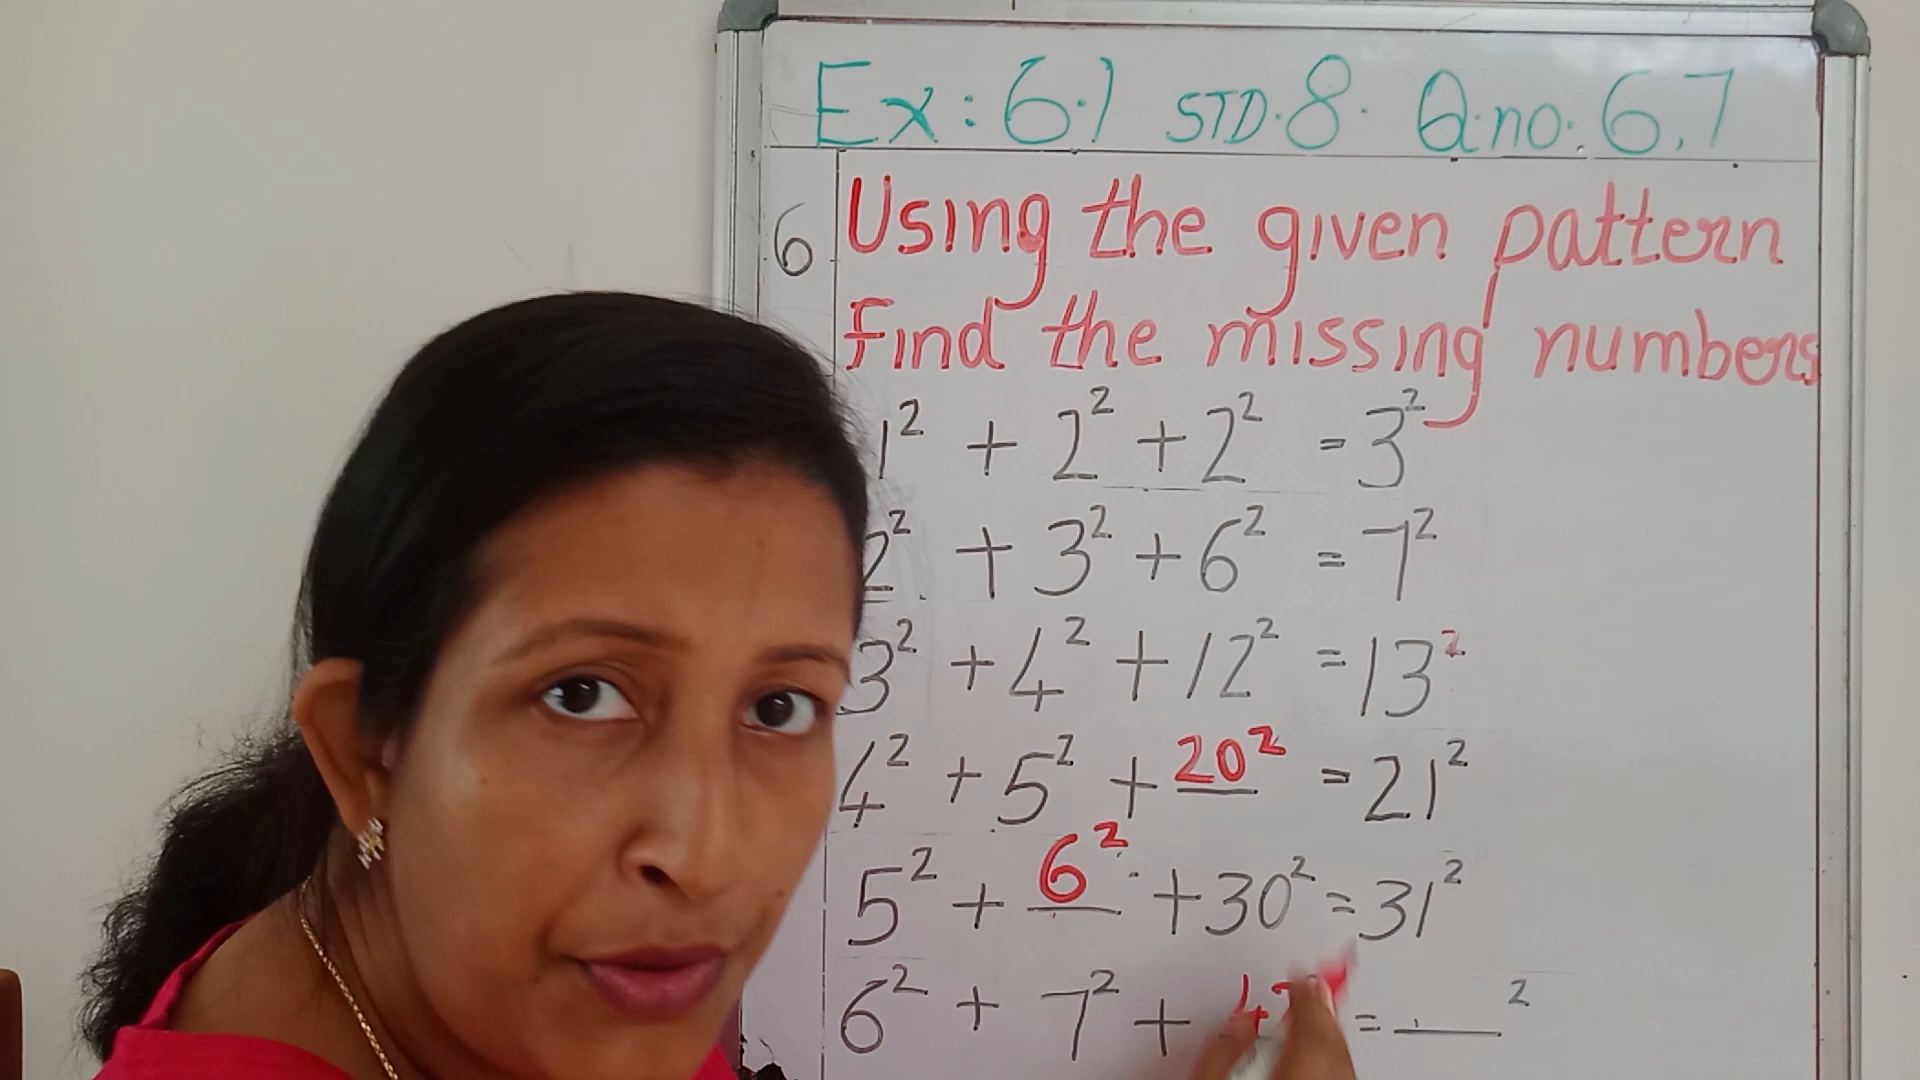 Ex: 6.1 STD.8. Q.no. 6,7
6 Using the given pattern
Find the missing numbers
1² + 2² + 2² = 3²
2² + 3² + 6² = 7²
3² + 4² + 12² = 13²
4² + 5² + 20² = 21²
5² + 6² + 30² = 31²
6² + 7² + = __²